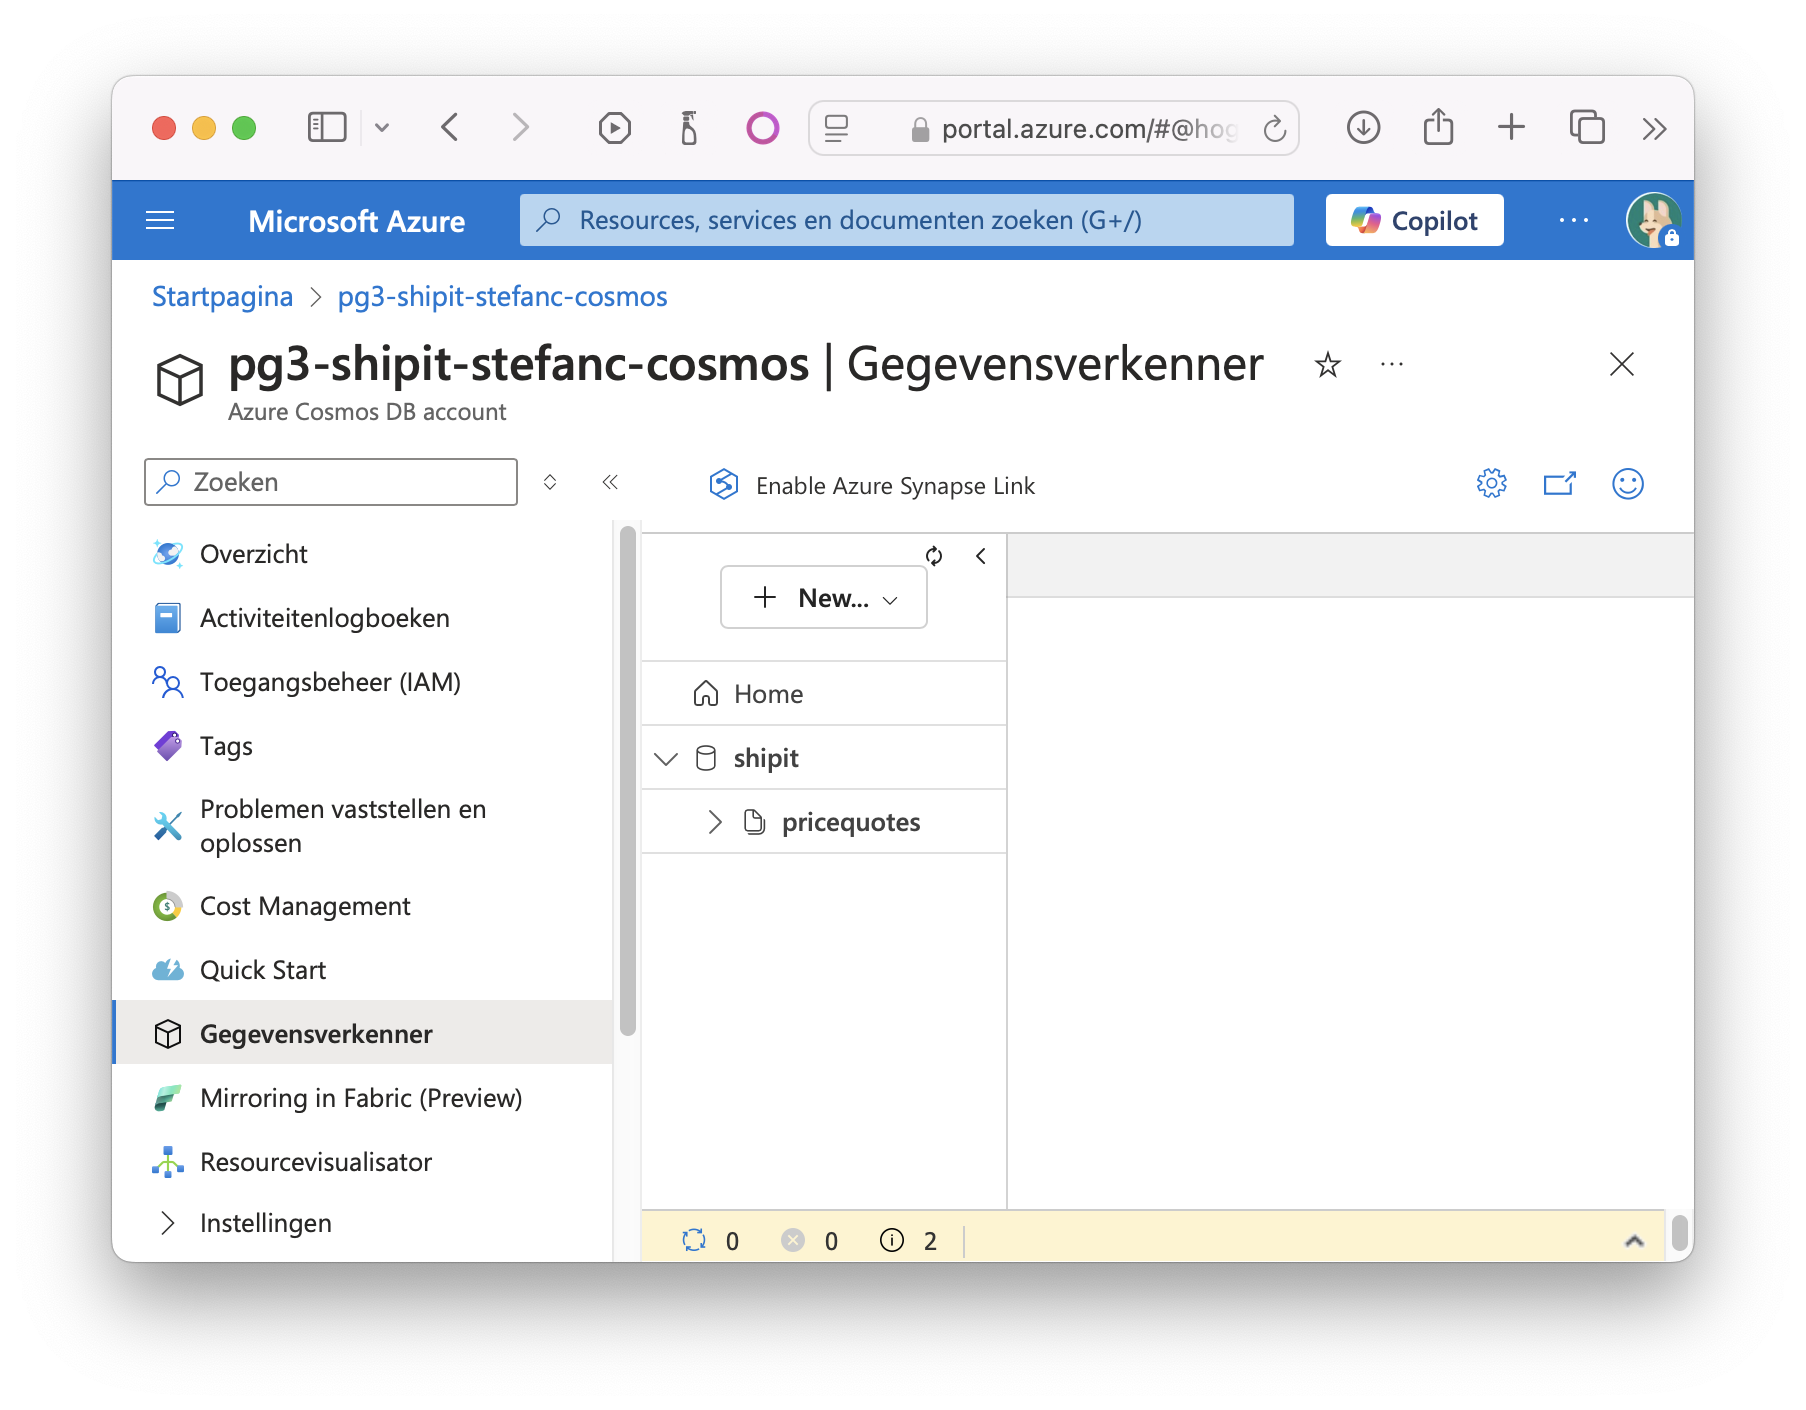 portal.azure.com/#@hog
Microsoft Azure
Resources, services en documenten zoeken (G+/)
Copilot
Startpagina > pg3-shipit-stefanc-cosmos
pg3-shipit-stefanc-cosmos | Gegevensverkenner
Azure Cosmos DB account
Zoeken
Enable Azure Synapse Link
Overzicht
Activiteitenlogboeken
Toegangsbeheer (IAM)
Tags
Problemen vaststellen en
oplossen
Cost Management
Quick Start
Gegevensverkenner
Mirroring in Fabric (Preview)
Resourcevisualisator
Instellingen
New...
Home
shipit
pricequotes
0 0 2